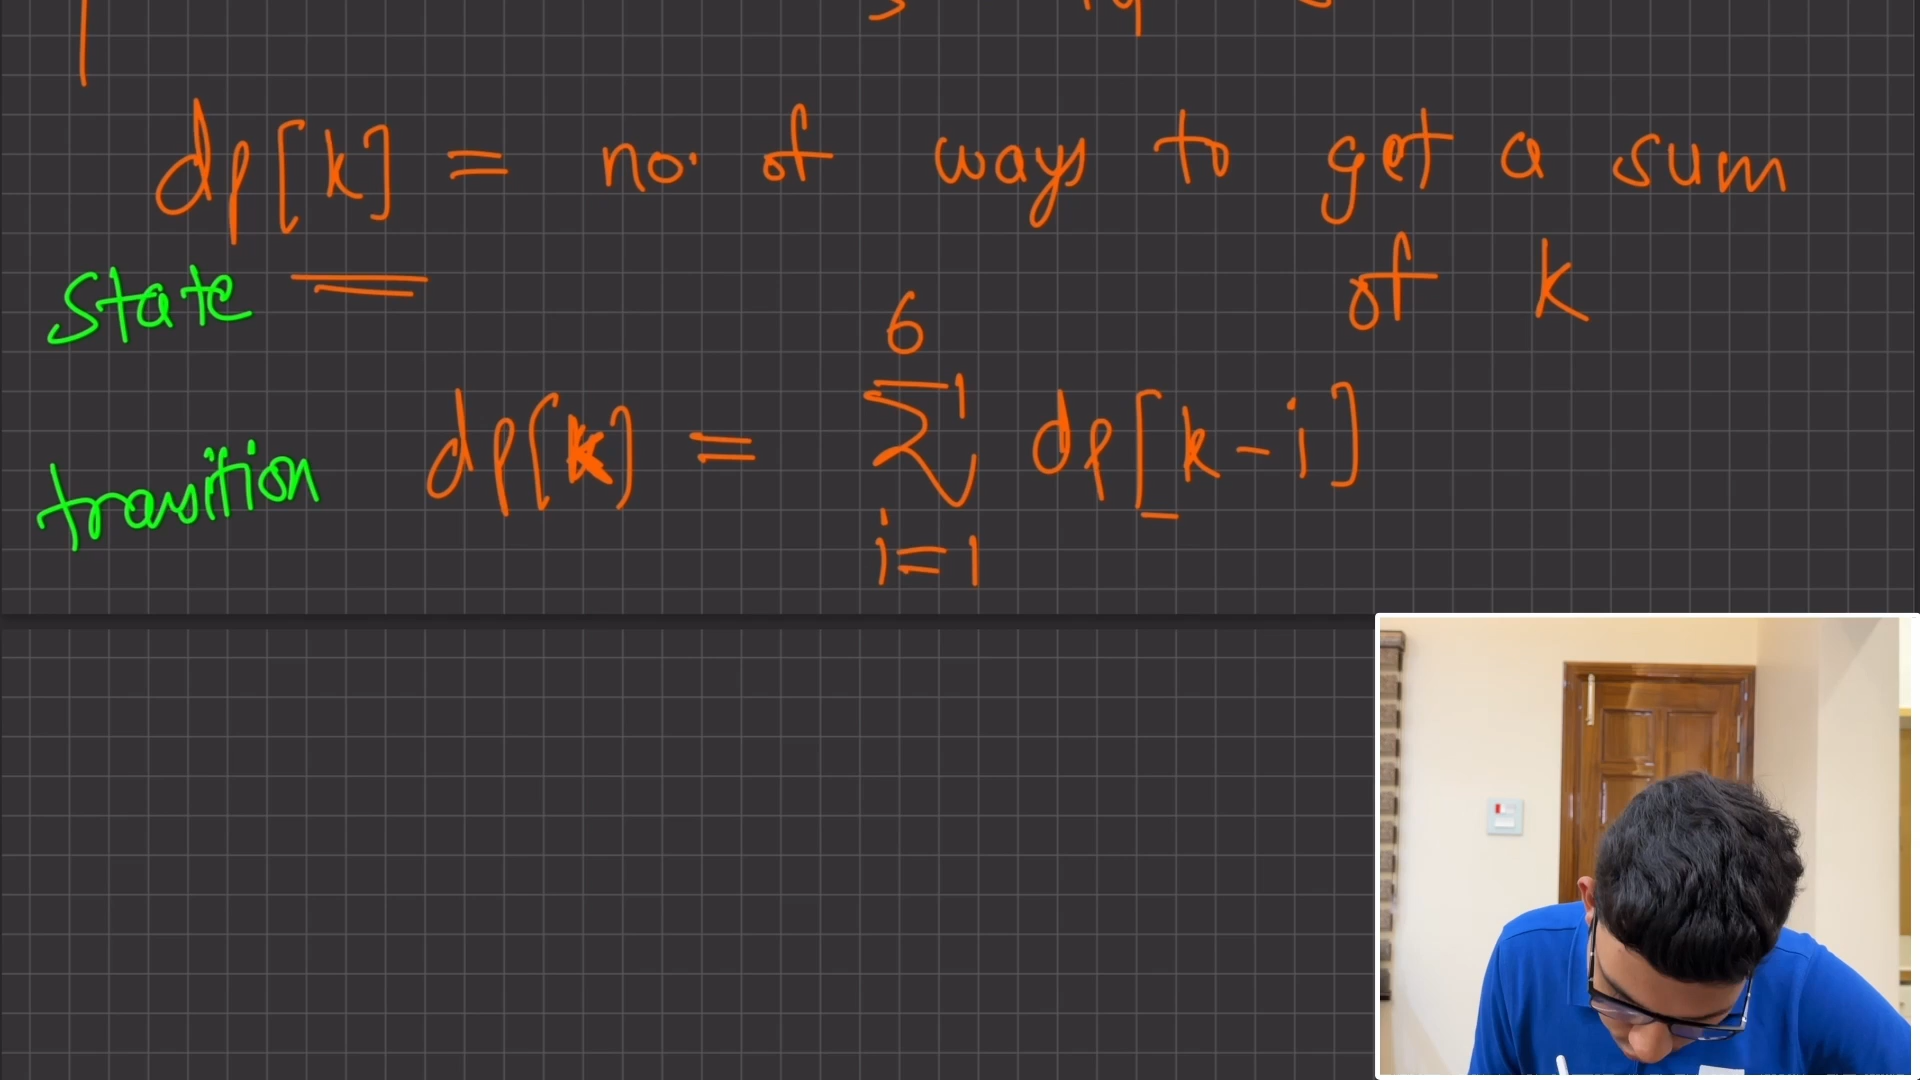 dp[k] = no. of ways to get a sum
of k
State
transition dp[k] = 6 ∑ i=1 dp[k-i]